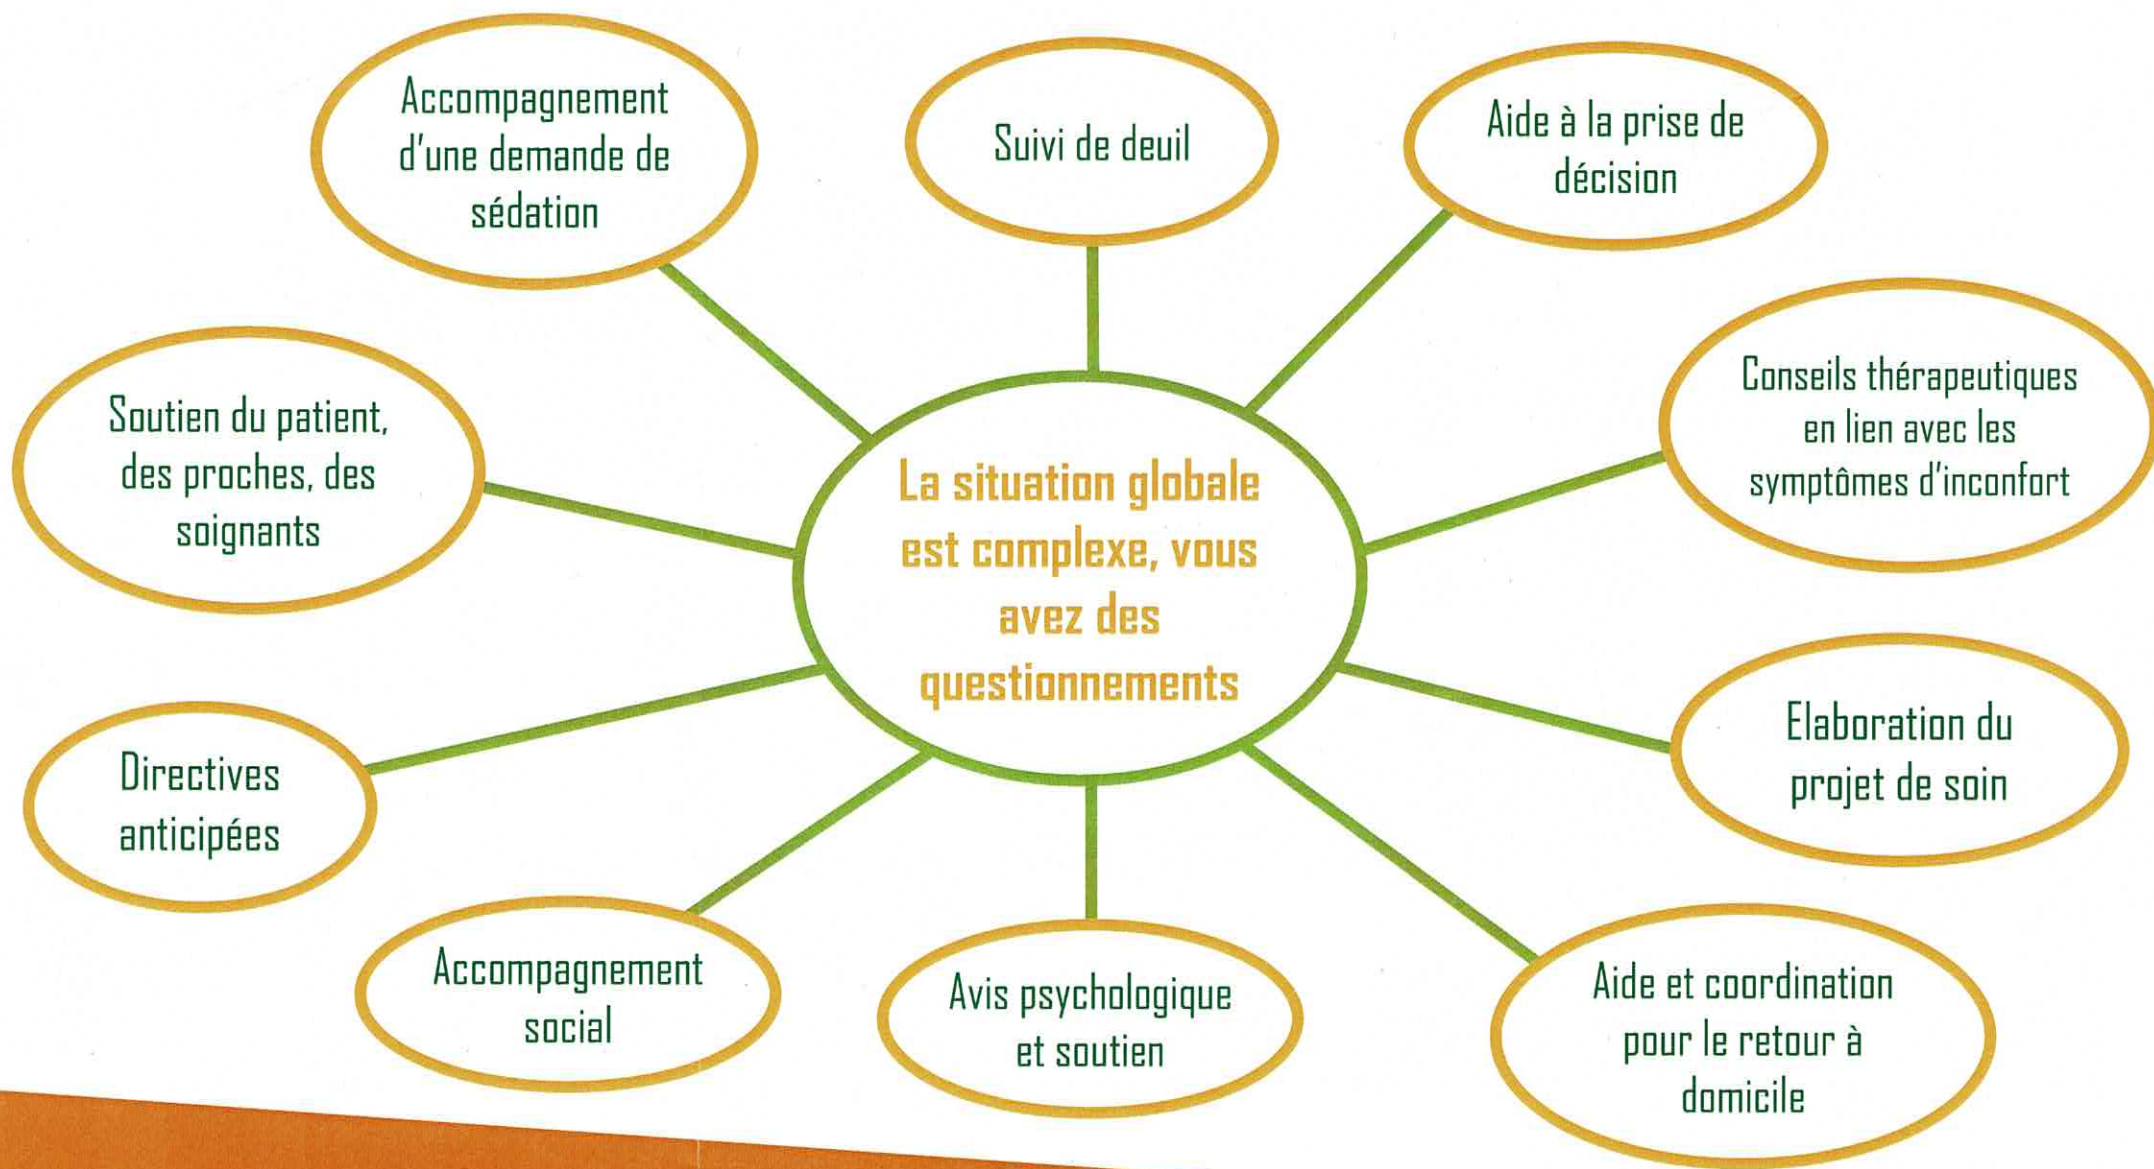 Accompagnement
d'une demande de
sédation
Suivi de deuil
Aide à la prise de
décision
Conseils thérapeutiques
en lien avec les
symptômes d'inconfort
Soutien du patient,
des proches, des
soignants
La situation globale
est complexe, vous
avez des
questionnements
Elaboration du
projet de soin
Directives
anticipées
Accompagnement
social
Avis psychologique
et soutien
Aide et coordination
pour le retour à
domicile